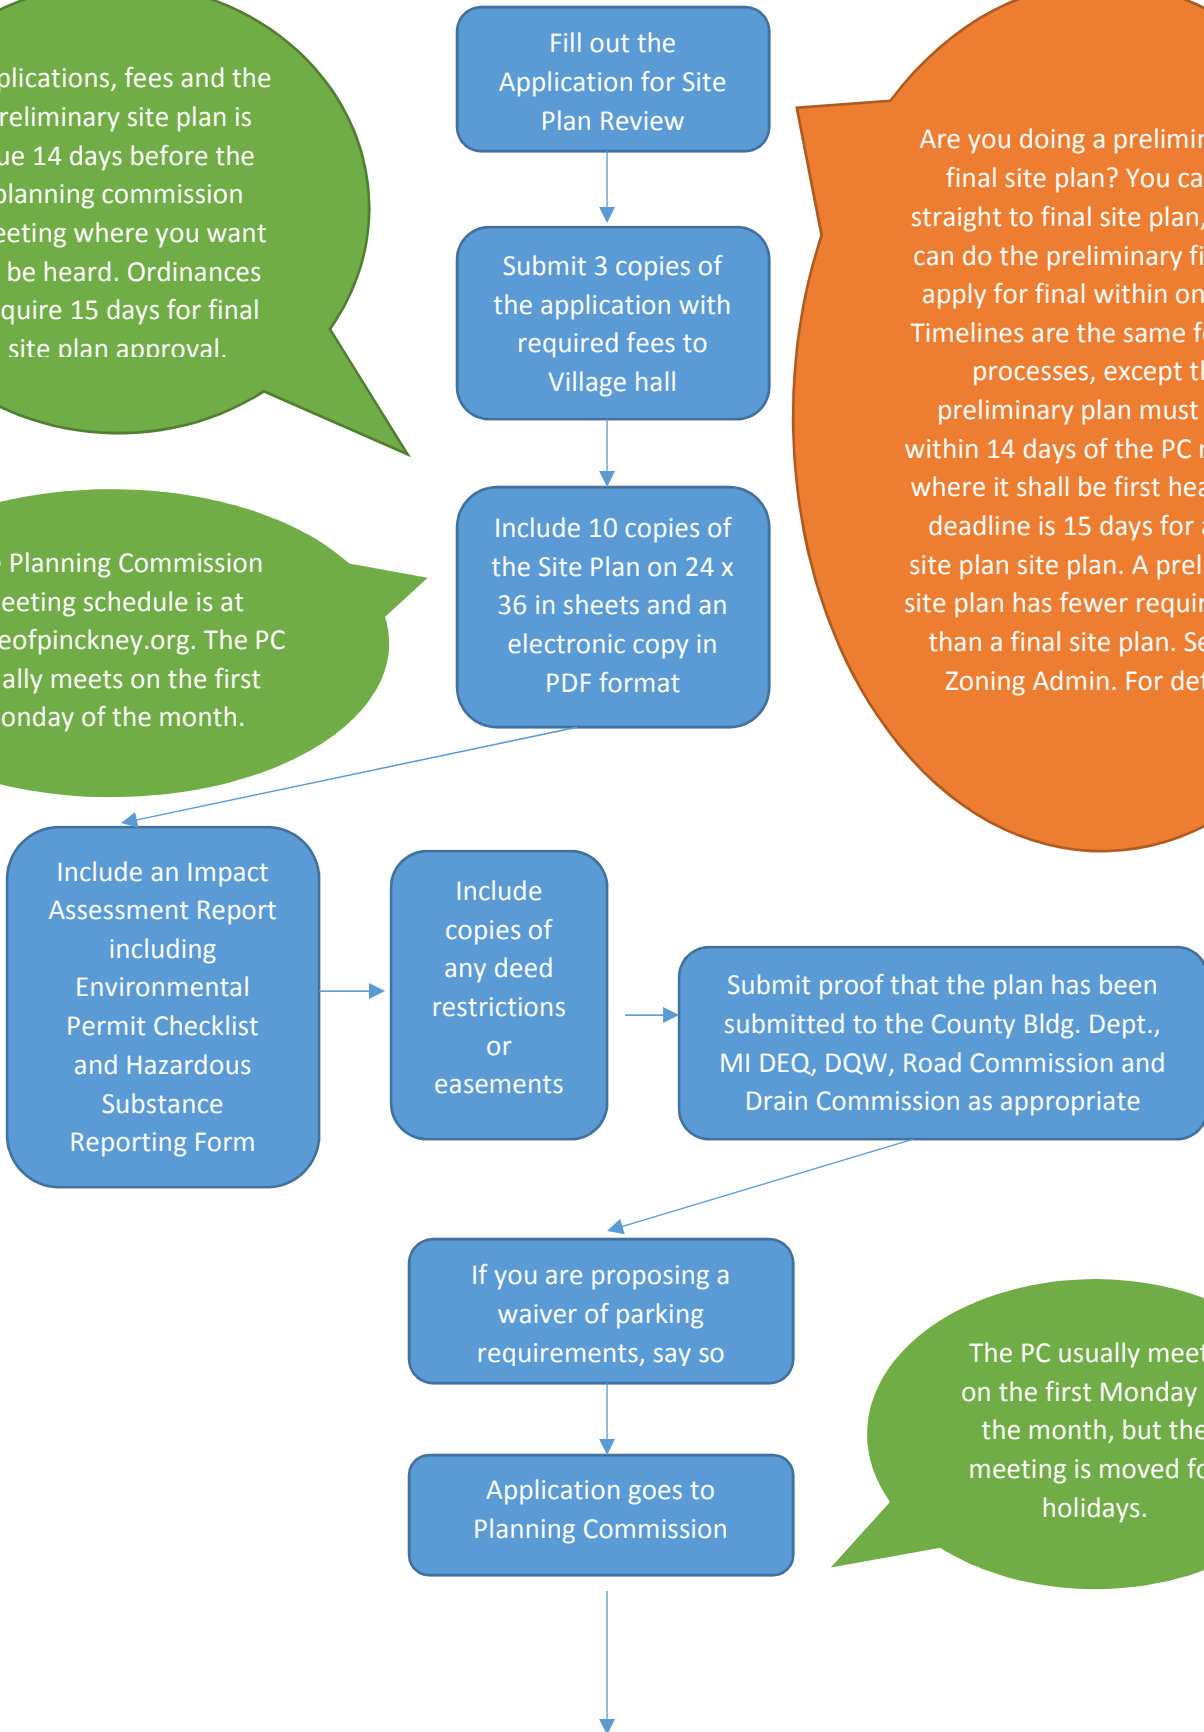 Fill out the
Application for Site
Plan Review
plications, fees and the
reliminary site plan is
ue 14 days before the
planning commission
eeting where you want
be heard. Ordinances
quire 15 days for final
site plan approval.
Are you doing a prelimin
final site plan? You ca
straight to final site plan,
can do the preliminary fi
apply for final within on
Timelines are the same f
processes, except t
preliminary plan must
within 14 days of the PC
where it shall be first hea
deadline is 15 days for
site plan site plan. A prel
site plan has fewer requir
than a final site plan. Se
Zoning Admin. For det
Submit 3 copies of
the application with
required fees to
Village hall
Include 10 copies of
the Site Plan on 24 x
36 in sheets and an
electronic copy in
PDF format
Planning Commission
eeting schedule is at
eofpinckney.org. The PC
ally meets on the first
onday of the month.
Include an Impact
Assessment Report
including
Environmental
Permit Checklist
and Hazardous
Substance
Reporting Form
Include
copies of
any deed
restrictions
or
easements
Submit proof that the plan has been
submitted to the County Bldg. Dept.,
MI DEQ, DQW, Road Commission and
Drain Commission as appropriate
If you are proposing a
waiver of parking
requirements, say so
The PC usually meet
on the first Monday
the month, but the
meeting is moved fo
holidays.
Application goes to
Planning Commission